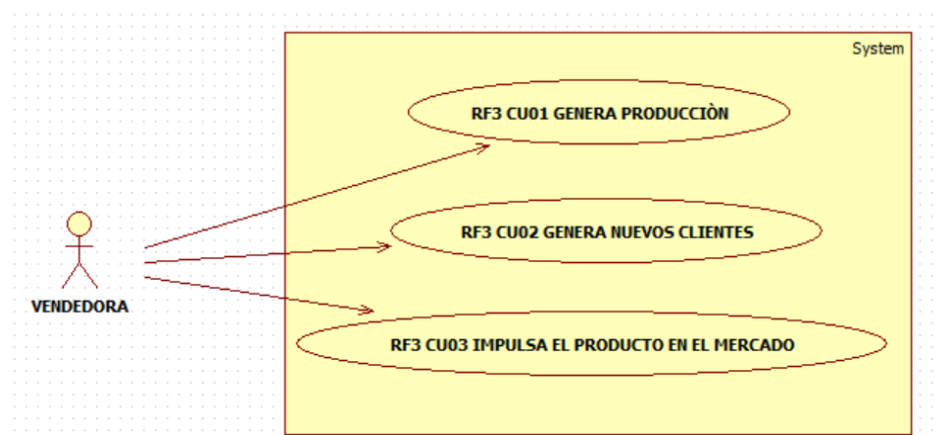 System
RF3 CU01 GENERA PRODUCCIÒN
RF3 CU02 GENERA NUEVOS CLIENTES
VENDEDORA
RF3 CU03 IMPULSA EL PRODUCTO EN EL MERCADO